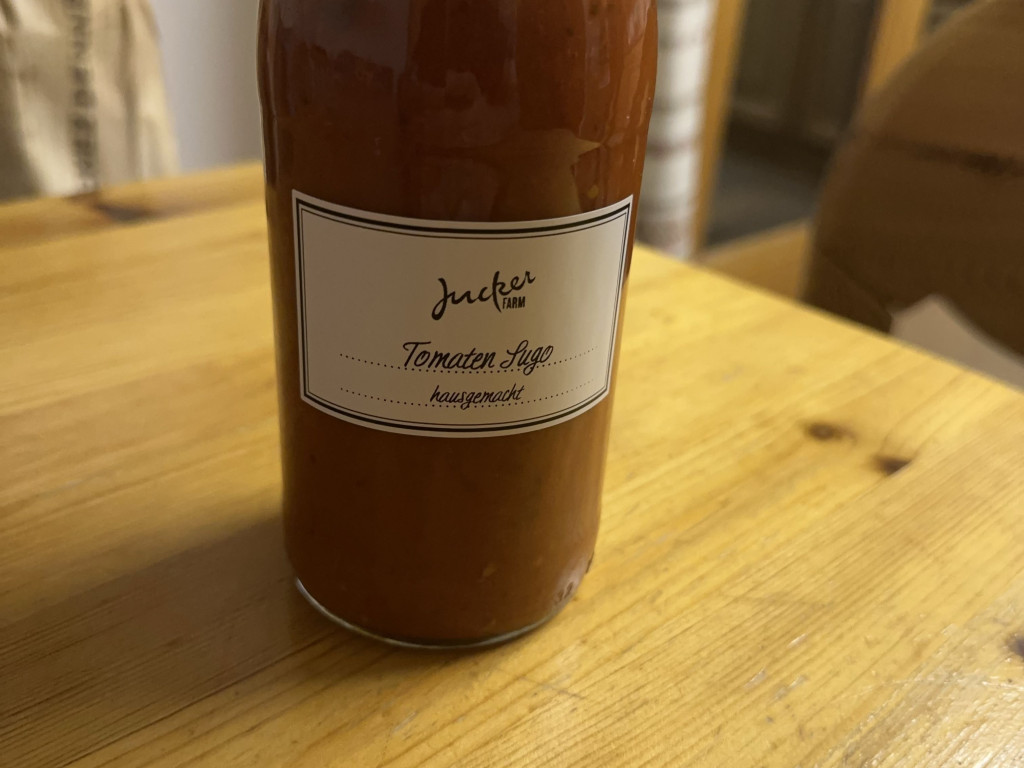 Jucker
FARM
Tomaten Sugo
hausgemacht